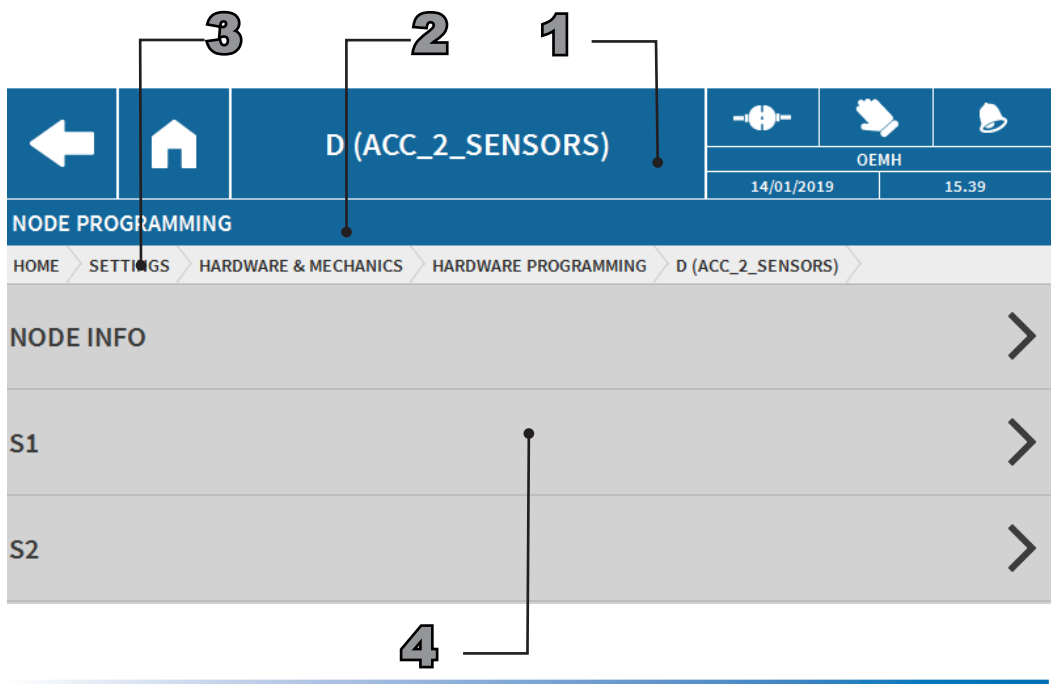 3 2 1
D (ACC_2_SENSORS)
OEMH
14/01/2019 15.39
NODE PROGRAMMING
HOME SETTINGS HARDWARE & MECHANICS HARDWARE PROGRAMMING D (ACC_2_SENSORS)
NODE INFO
S1
S2
4